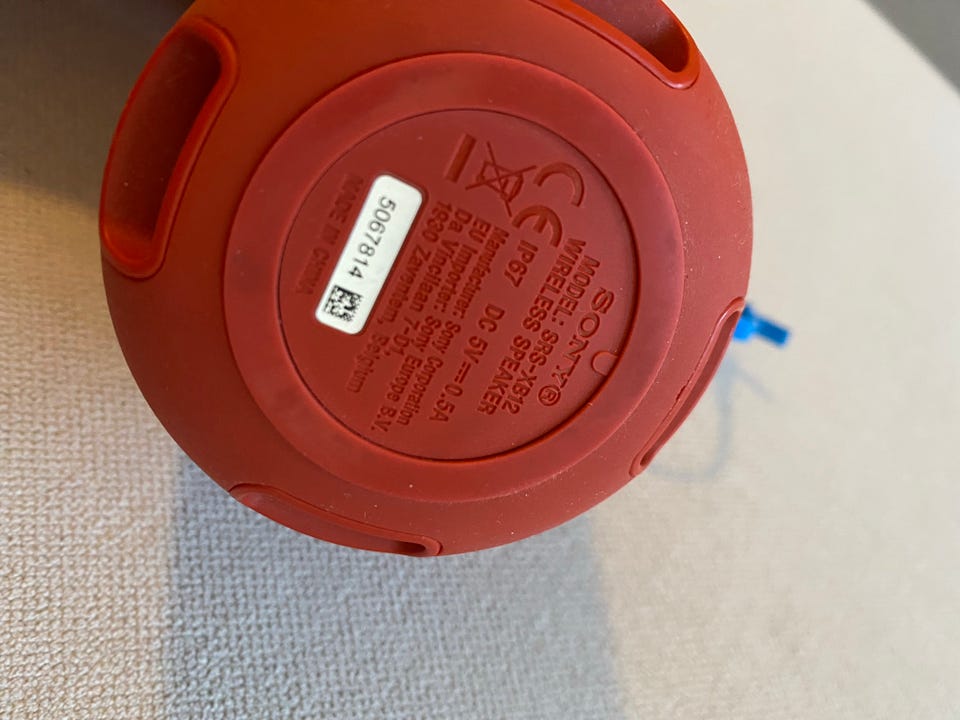 SONY®
MODEL: SRS-XB12
WIRELESS SPEAKER
IP67 DC 5V 0.5A
Manufacturer: Sony Corporation
EU Importer: Sony Europe B.V.
Da Vincilaan 7-D1,
1930 Zaventem, Belgium
5067814
MADE IN CHINA